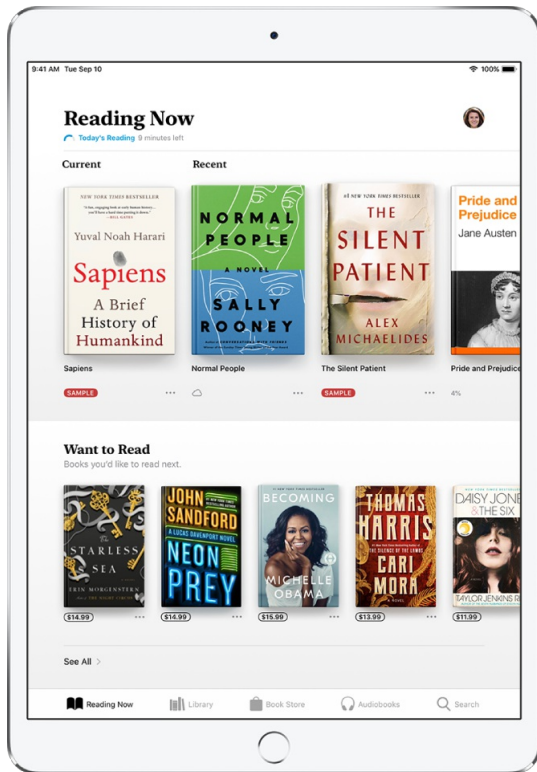 9:41 AM Tue Sep 10
100%
Reading Now
Today's Reading 9 minutes left
Current
Recent
NEW YORK TIMES BESTSELLER
Yuval Noah Harari
Sapiens
A Brief
History of
Humankind
NORMAL
PEOPLE
A NOVEL
SALLY
ROONEY
#1 NEW YORK TIMES BESTSELLER
THE
SILENT
PATIENT
ALEX
MICHAELIDES
Pride and
Prejudice
Jane Austen
Sapiens
Normal People
The Silent Patient
Pride and Prejudice
SAMPLE
SAMPLE
4%
Want to Read
Books you'd like to read next.
The
STARLESS
SEA
ERIN MORGENSTERN
JOHN
SANDFORD
A LUCAS DAVENPORT NOVEL
NEON
PREY
BECOMING
MICHELLE
OBAMA
THOMAS
HARRIS
CARI
MORA
A NOVEL
DAISY JONE
& THE SIX
TAYLOR JENKINS R
$14.99
$14.99
$15.99
$13.99
$11.99
See All >
Reading Now
Library
Book Store
Audiobooks
Search